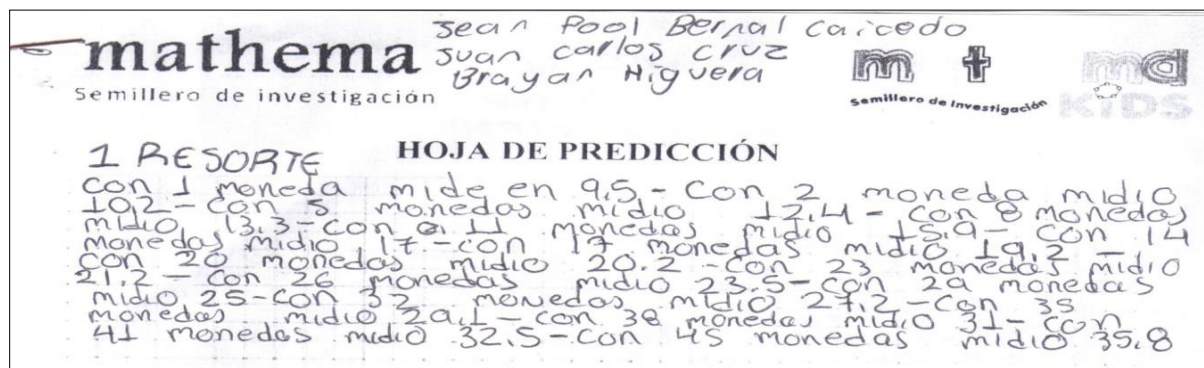 Jean Pool Bernal Caicedo
mathema Juan carlos cruz
Brayan Higuera
Semillero de investigación
m t
Semillero de Investigación
ma
KIDS
HOJA DE PREDICCIÓN
1 RESORTE
con 1 moneda mide en 9,5 - Con 2 moneda midio
10,2 - Con 5 monedas midio 12,4 - con 8 monedas
midio 13.3 - con 11 monedas midio 15.9 - con 14
monedas midio 17 - con 17 monedas midio 19,2 -
con 20 monedas midio 20.2 - con 23 monedas midio
21,2 - con 26 monedas midio 23.5 - con 29 monedas
midio 25 - con 32 monedas midio 27,2 - con 35
monedas midio 29,1 - con 38 monedas midio 31 - con
41 monedas midio 32.5 - con 45 monedas midio 35,8